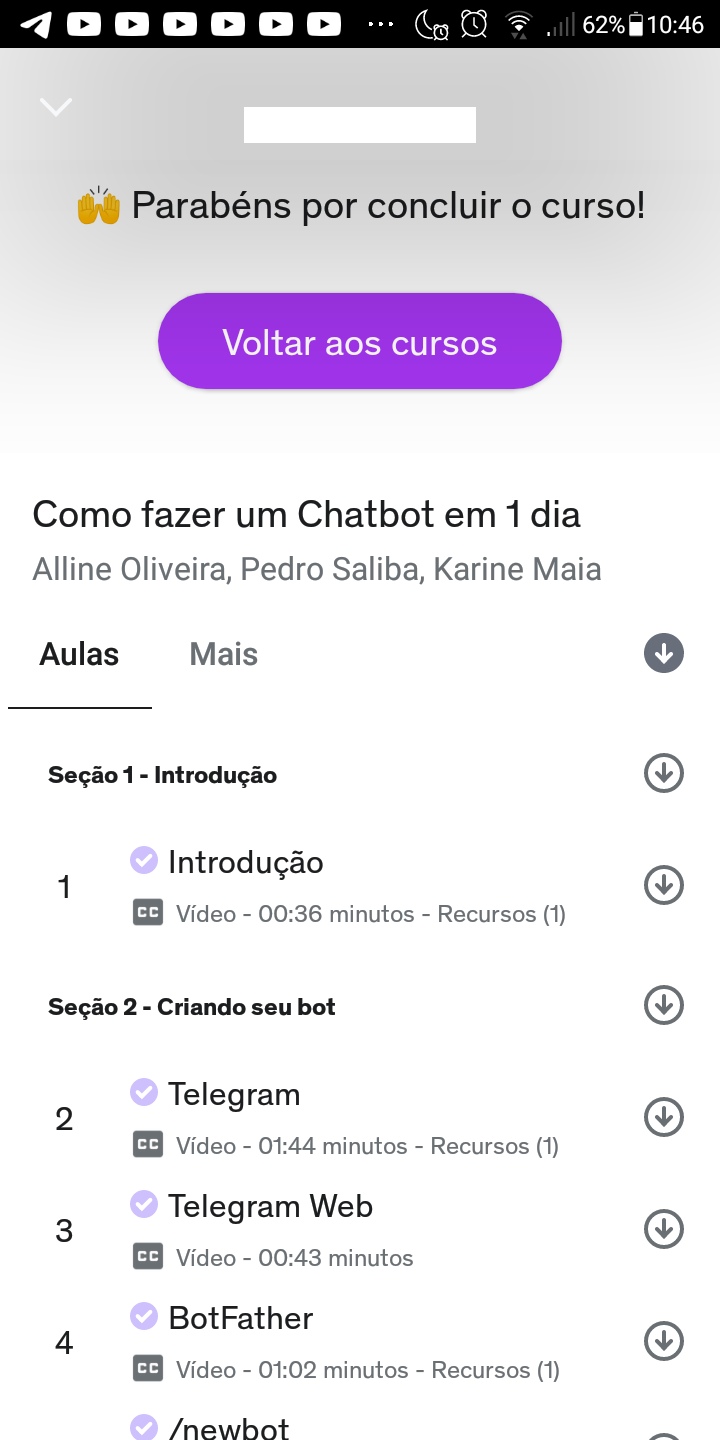 62% 10:46
🙌 Parabéns por concluir o curso!
Voltar aos cursos
Como fazer um Chatbot em 1 dia
Alline Oliveira, Pedro Saliba, Karine Maia
Aulas Mais
Seção 1 - Introdução
1 Introdução
CC Vídeo - 00:36 minutos - Recursos (1)
Seção 2 - Criando seu bot
2 Telegram
CC Vídeo - 01:44 minutos - Recursos (1)
3 Telegram Web
CC Vídeo - 00:43 minutos
4 BotFather
CC Vídeo - 01:02 minutos - Recursos (1)
/newbot